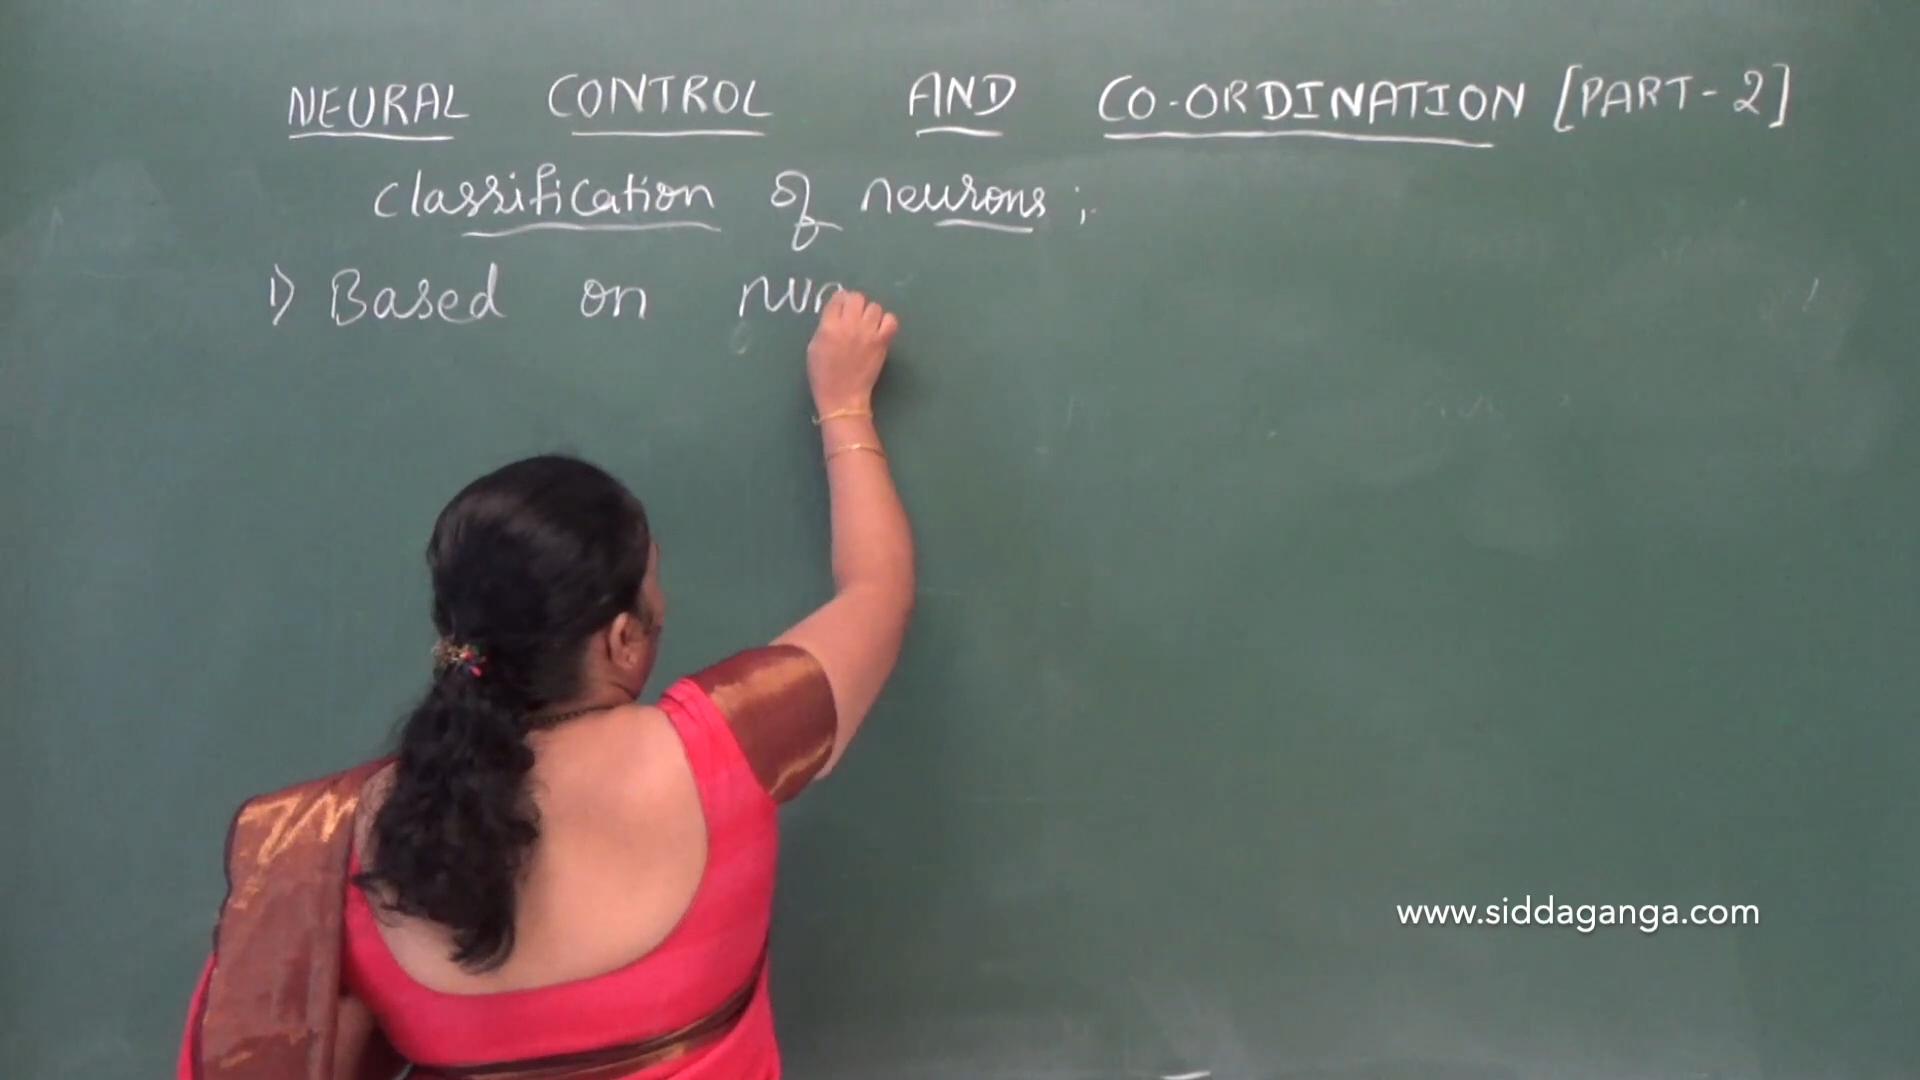 NEURAL CONTROL AND CO-ORDINATION [PART-2]
classification of neurons :-
1) Based on
www.siddaganga.com